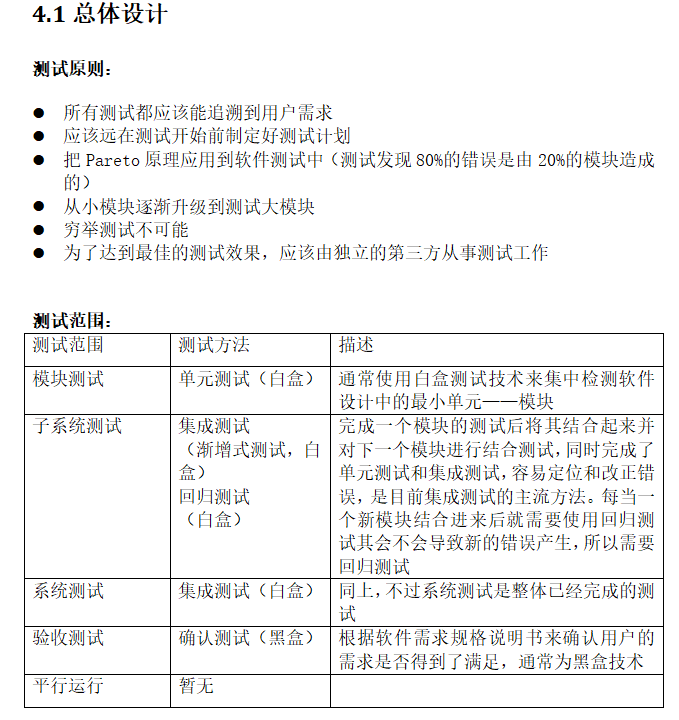 4.1 总体设计
测试原则：
● 所有测试都应该能追溯到用户需求
● 应该远在测试开始前制定好测试计划
● 把 Pareto 原理应用到软件测试中（测试发现 80%的错误是由 20%的模块造成
的）
● 从小模块逐渐升级到测试大模块
● 穷举测试不可能
● 为了达到最佳的测试效果，应该由独立的第三方从事测试工作
测试范围：
测试范围 测试方法 描述
模块测试 单元测试（白盒） 通常使用白盒测试技术来集中检测软件
设计中的最小单元——模块
子系统测试 集成测试 完成一个模块的测试后将其结合起来并
（渐增式测试，白 对下一个模块进行结合测试，同时完成了
盒） 单元测试和集成测试，容易定位和改正错
回归测试 误，是目前集成测试的主流方法。每当一
（白盒） 个新模块结合进来后就需要使用回归测
试其会不会导致新的错误产生，所以需要
回归测试
系统测试 集成测试（白盒） 同上，不过系统测试是整体已经完成的测
试
验收测试 确认测试（黑盒） 根据软件需求规格说明书来确认用户的
需求是否得到了满足，通常为黑盒技术
平行运行 暂无